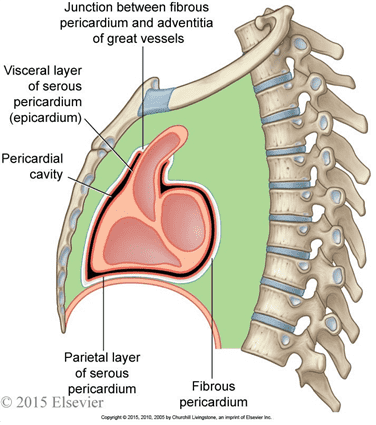 Junction between fibrous
pericardium and adventitia
of great vessels
Visceral layer
of serous
pericardium
(epicardium)
Pericardial
cavity
Parietal layer
of serous
pericardium
Fibrous
pericardium
© 2015 Elsevier
Copyright © 2015, 2010, 2005 by Churchill Livingstone, an imprint of Elsevier Inc.